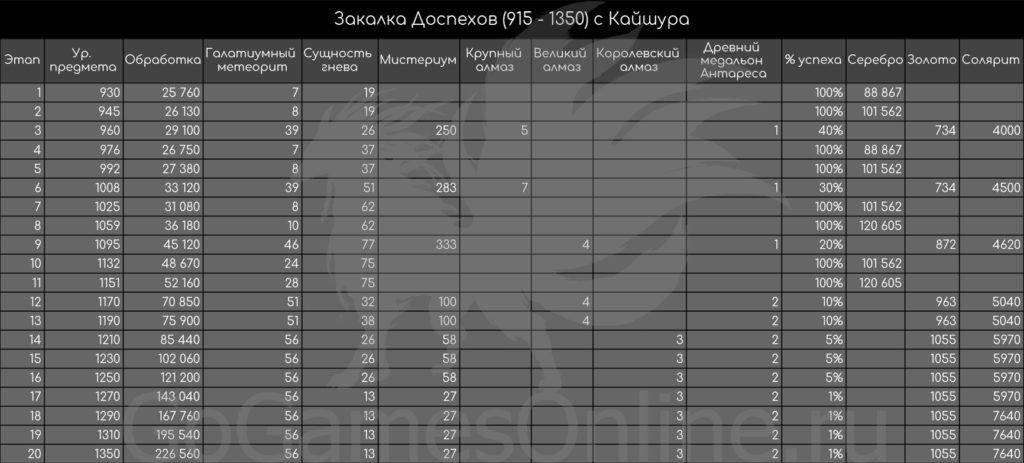 Закалка Доспехов (915 - 1350) с Кайшура
Этап Ур. предмета Обработка Галатиумный метеорит Сущность гнева Мистериум Крупный алмаз Великий алмаз Королевский алмаз Древний медальон Антареса % успеха Серебро Золото Солярит
1 930 25 760 7 19 100% 88 867
2 945 26 130 8 19 100% 101 562
3 960 29 100 39 26 250 5 1 40% 734 4000
4 976 26 750 7 37 100% 88 867
5 992 27 380 8 37 100% 101 562
6 1008 33 120 39 51 283 7 1 30% 734 4500
7 1025 31 080 8 62 100% 101 562
8 1059 36 180 10 62 100% 120 605
9 1095 45 120 46 77 333 4 1 20% 872 4620
10 1132 48 670 24 75 100% 101 562
11 1151 52 160 28 75 100% 120 605
12 1170 70 850 51 32 100 4 2 10% 963 5040
13 1190 75 900 51 38 100 4 2 10% 963 5040
14 1210 85 440 56 26 58 3 2 5% 1055 5970
15 1230 102 060 56 26 58 3 2 5% 1055 5970
16 1250 121 200 56 26 58 3 2 5% 1055 5970
17 1270 143 040 56 13 27 3 2 1% 1055 5970
18 1290 167 760 56 13 27 3 2 1% 1055 7640
19 1310 195 540 56 13 27 3 2 1% 1055 7640
20 1350 226 560 56 13 27 3 2 1% 1055 7640
GoGamesOnline.ru